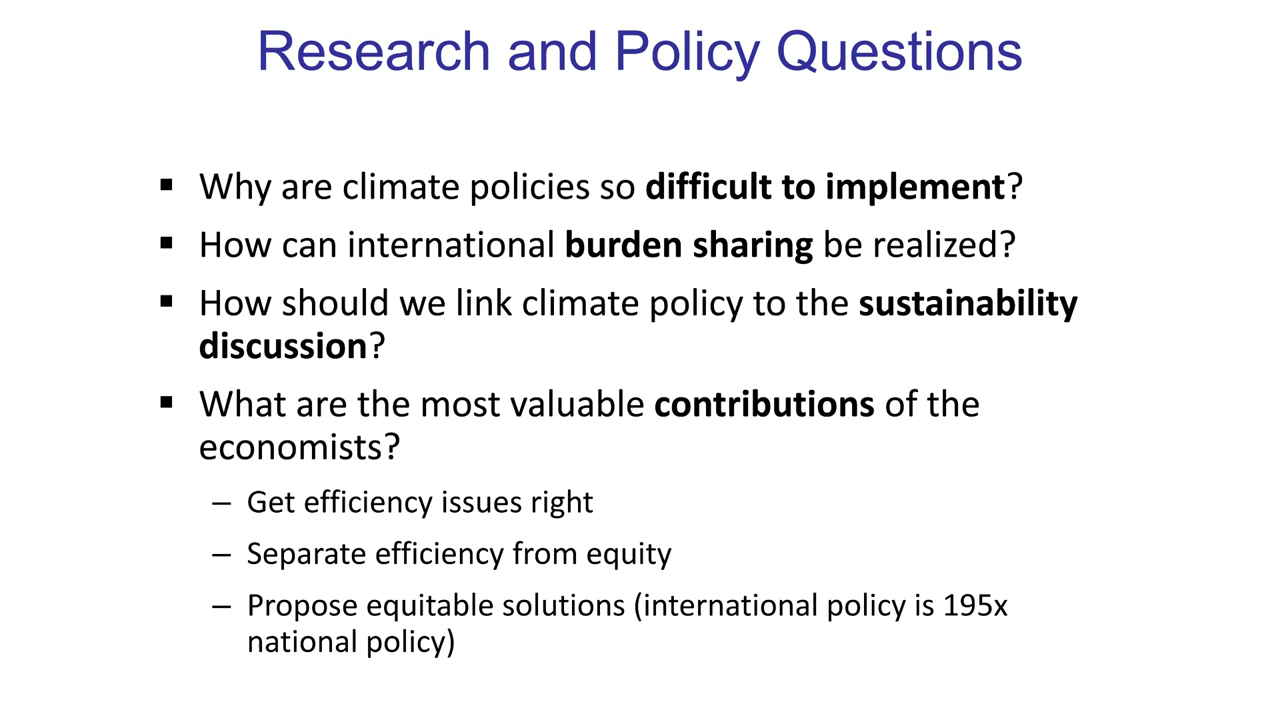 Research and Policy Questions
▪ Why are climate policies so difficult to implement?
▪ How can international burden sharing be realized?
▪ How should we link climate policy to the sustainability
discussion?
▪ What are the most valuable contributions of the
economists?
– Get efficiency issues right
– Separate efficiency from equity
– Propose equitable solutions (international policy is 195x
national policy)